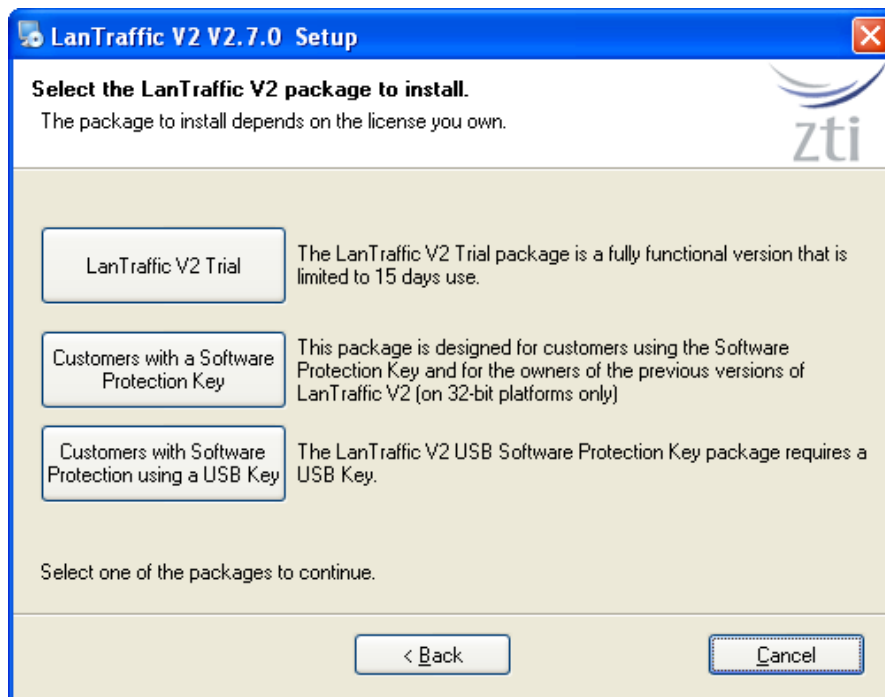 LanTraffic V2 V2.7.0 Setup
Select the LanTraffic V2 package to install.
The package to install depends on the license you own.
zti
LanTraffic V2 Trial
The LanTraffic V2 Trial package is a fully functional version that is
limited to 15 days use.
Customers with a Software
Protection Key
This package is designed for customers using the Software
Protection Key and for the owners of the previous versions of
LanTraffic V2 (on 32-bit platforms only)
Customers with Software
Protection using a USB Key
The LanTraffic V2 USB Software Protection Key package requires a
USB Key.
Select one of the packages to continue.
< Back
Cancel